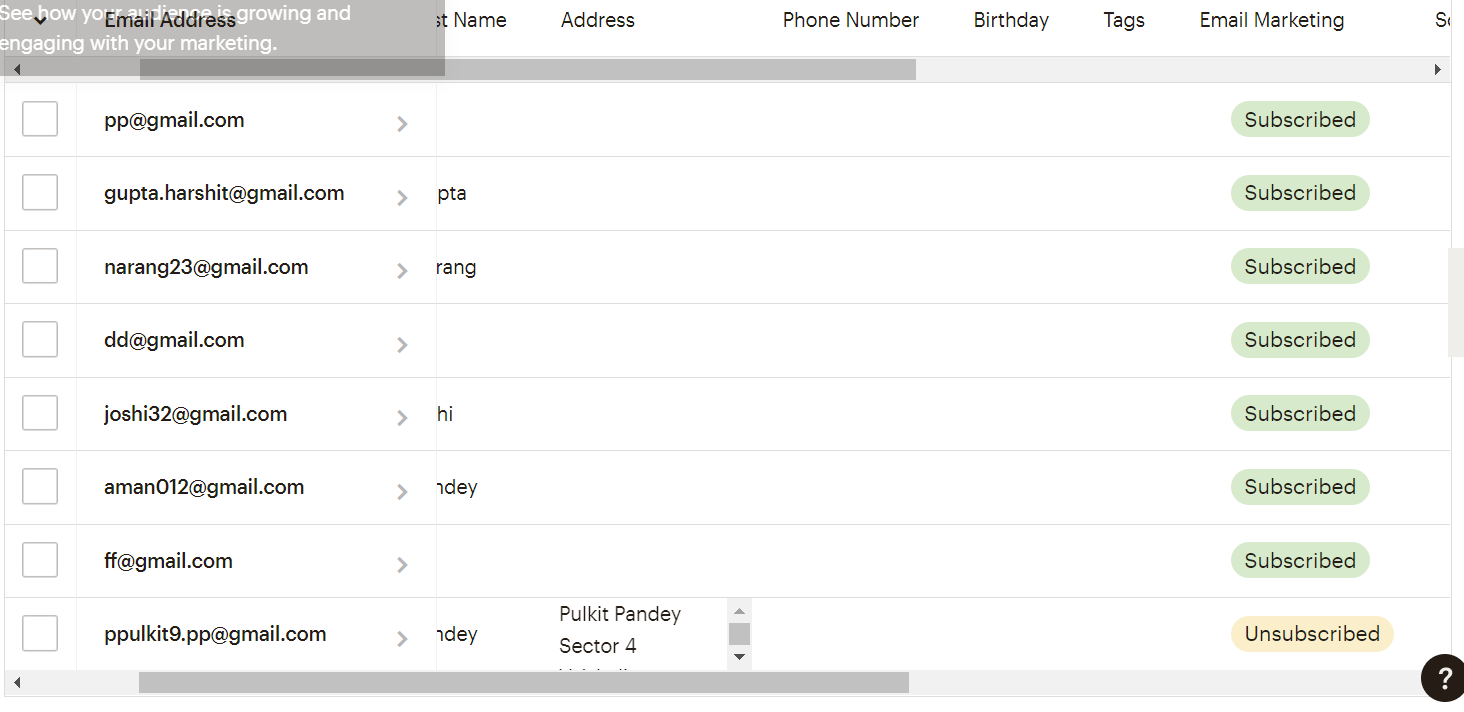 See how your audience is growing and
engaging with your marketing.
Email Address st Name Address Phone Number Birthday Tags Email Marketing
pp@gmail.com Subscribed
gupta.harshit@gmail.com pta Subscribed
narang23@gmail.com rang Subscribed
dd@gmail.com Subscribed
joshi32@gmail.com hi Subscribed
aman012@gmail.com ndey Subscribed
ff@gmail.com Subscribed
ppulkit9.pp@gmail.com ndey Pulkit Pandey Unsubscribed
Sector 4
?